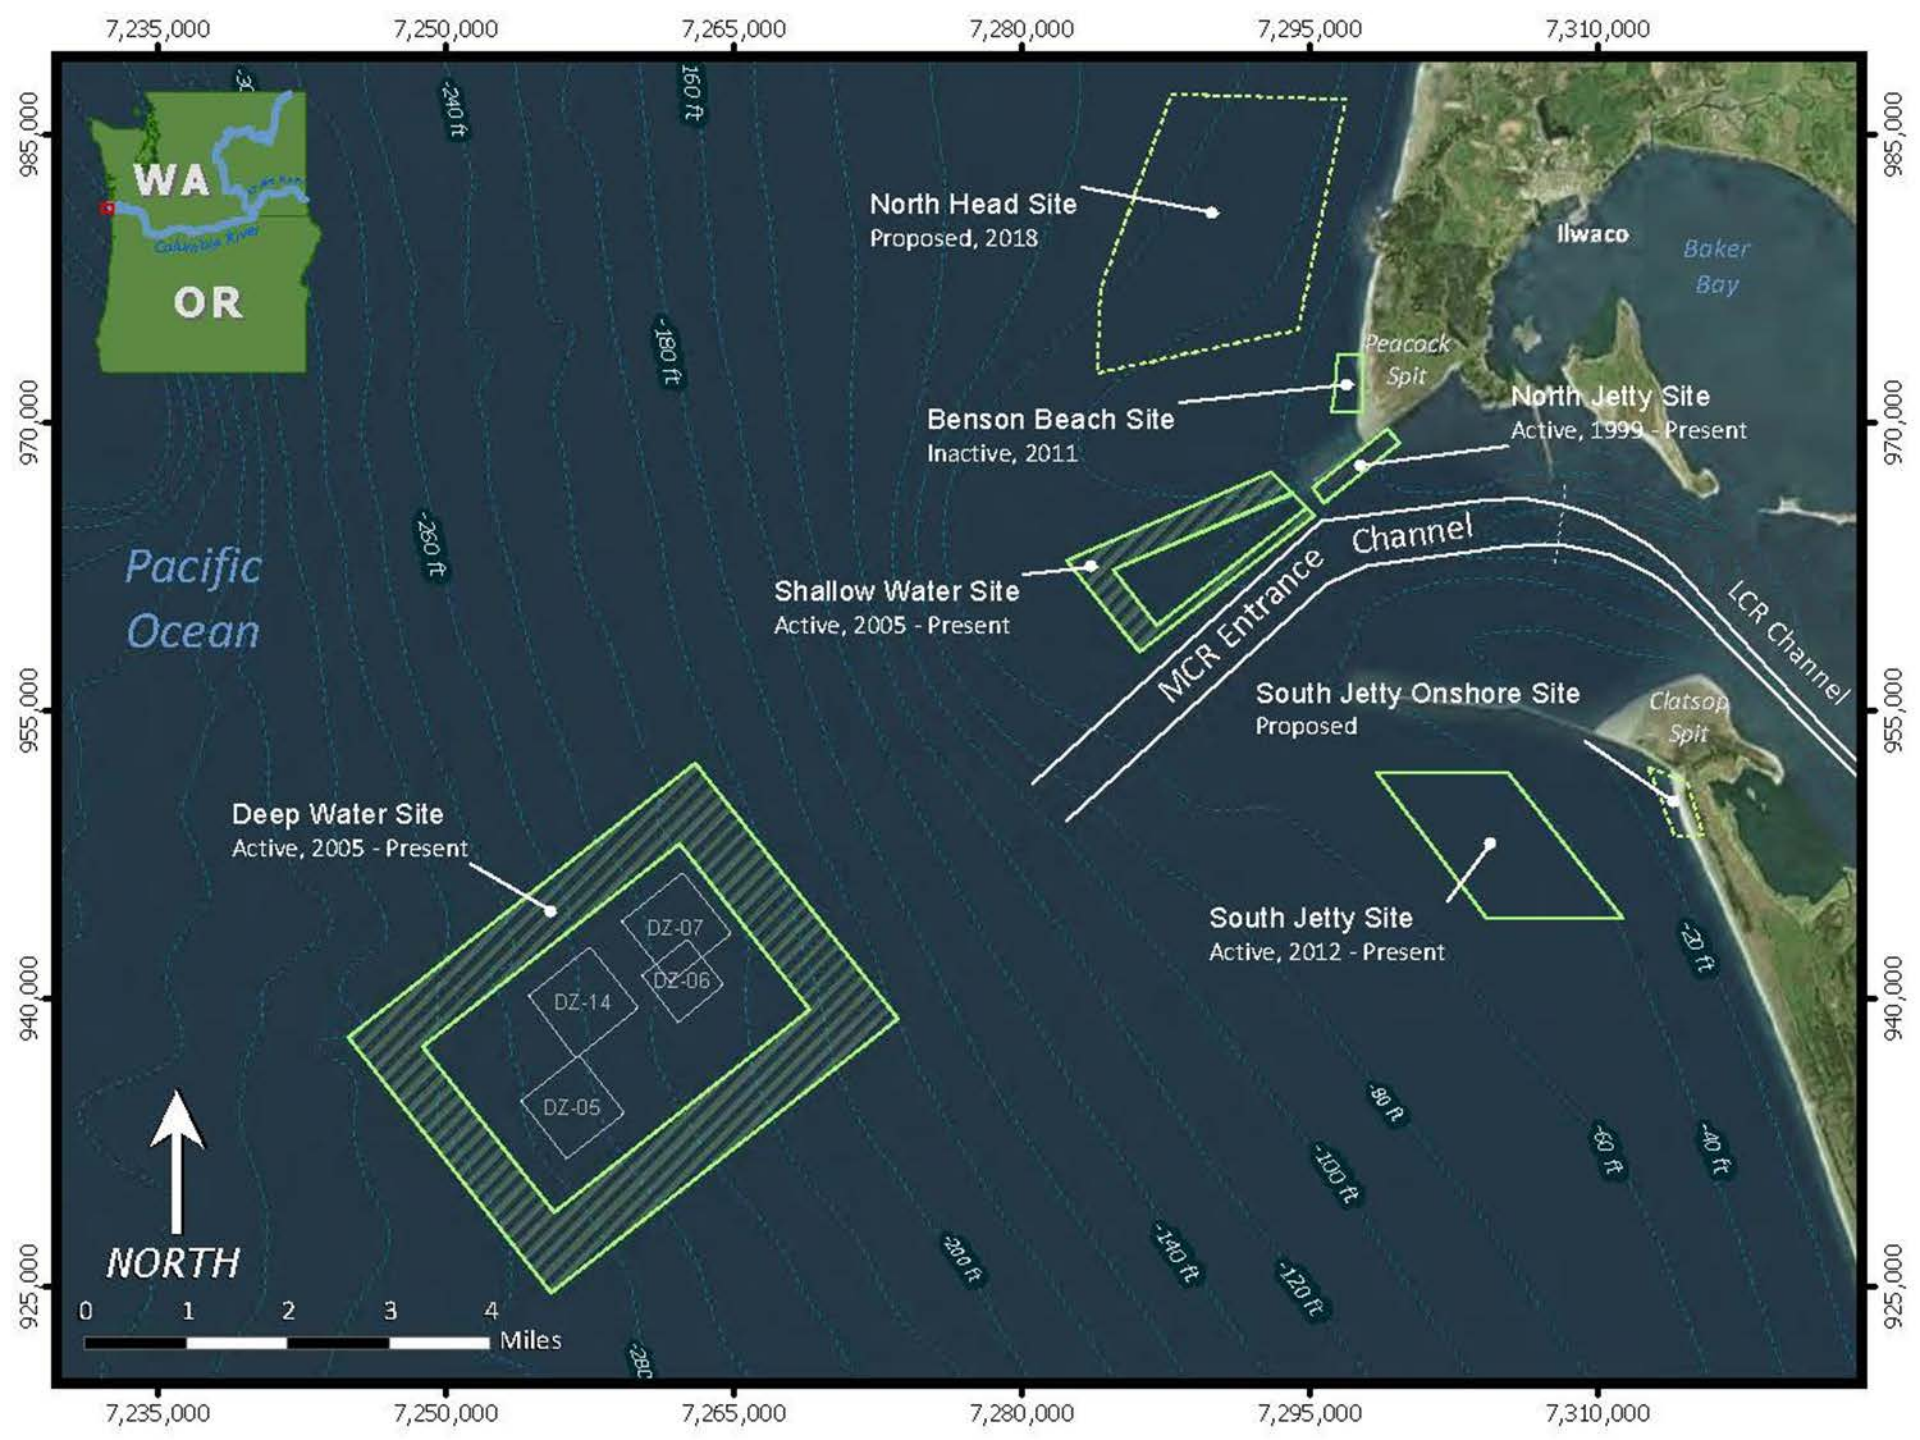 7,235,000
7,250,000
7,265,000
7,280,000
7,295,000
7,310,000
985,000
970,000
955,000
940,000
925,000
985,000
970,000
955,000
940,000
925,000
-240 ft
160 ft
WA
OR
Columbia River
North Head Site
Proposed, 2018
Ilwaco
Baker
Bay
-180 ft
Peacock
Spit
North Jetty Site
Active, 1999 - Present
Benson Beach Site
Inactive, 2011
-260 ft
Pacific
Ocean
Shallow Water Site
Active, 2005 - Present
MCR Entrance Channel
LCR Channel
South Jetty Onshore Site
Proposed
Clatsop
Spit
Deep Water Site
Active, 2005 - Present
DZ-07
DZ-06
DZ-14
DZ-05
South Jetty Site
Active, 2012 - Present
-20 ft
-80 ft
-60 ft
-40 ft
-100 ft
-200 ft
-140 ft
-120 ft
-280
NORTH
0 1 2 3 4
Miles
7,235,000
7,250,000
7,265,000
7,280,000
7,295,000
7,310,000